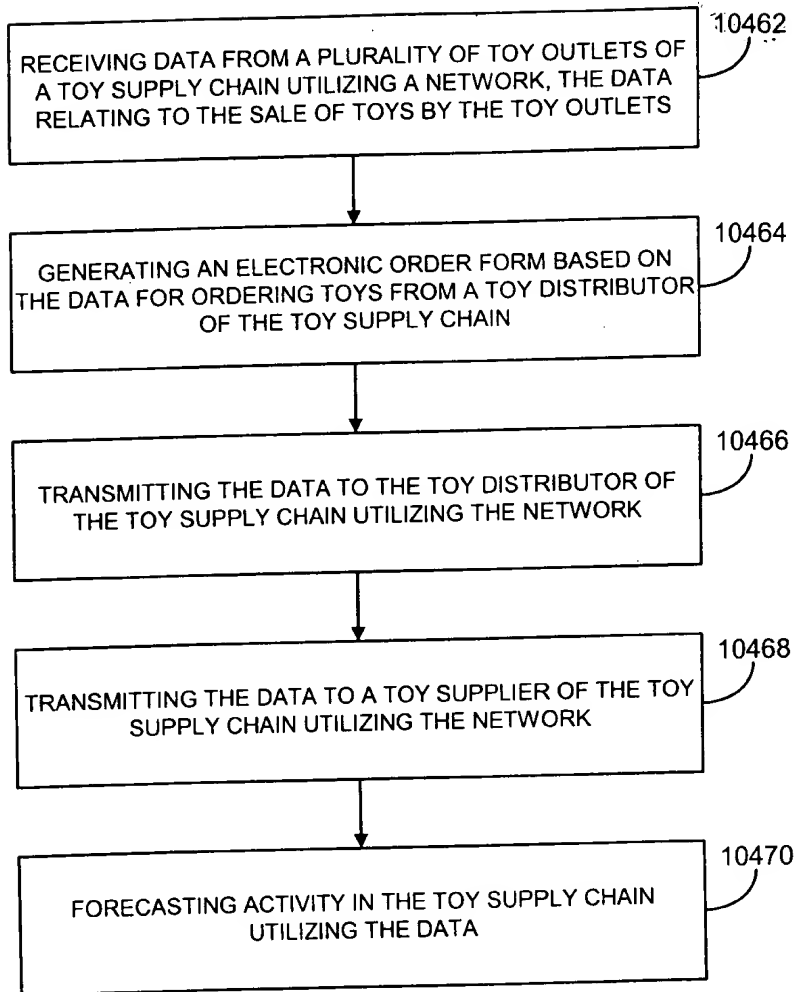 10462
RECEIVING DATA FROM A PLURALITY OF TOY OUTLETS OF
A TOY SUPPLY CHAIN UTILIZING A NETWORK, THE DATA
RELATING TO THE SALE OF TOYS BY THE TOY OUTLETS
10464
GENERATING AN ELECTRONIC ORDER FORM BASED ON
THE DATA FOR ORDERING TOYS FROM A TOY DISTRIBUTOR
OF THE TOY SUPPLY CHAIN
10466
TRANSMITTING THE DATA TO THE TOY DISTRIBUTOR OF
THE TOY SUPPLY CHAIN UTILIZING THE NETWORK
10468
TRANSMITTING THE DATA TO A TOY SUPPLIER OF THE TOY
SUPPLY CHAIN UTILIZING THE NETWORK
10470
FORECASTING ACTIVITY IN THE TOY SUPPLY CHAIN
UTILIZING THE DATA